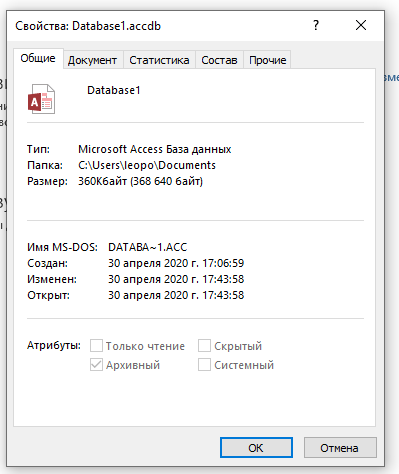 Свойства: Database1.accdb
Общие Документ Статистика Состав Прочие
Database1
Тип: Microsoft Access База данных
Папка: C:\Users\leopo\Documents
Размер: 360Кбайт (368 640 байт)
Имя MS-DOS: DATABA~1.ACC
Создан: 30 апреля 2020 г. 17:06:59
Изменен: 30 апреля 2020 г. 17:43:58
Открыт: 30 апреля 2020 г. 17:43:58
Атрибуты: Только чтение Скрытый
Архивный Системный
ОК Отмена